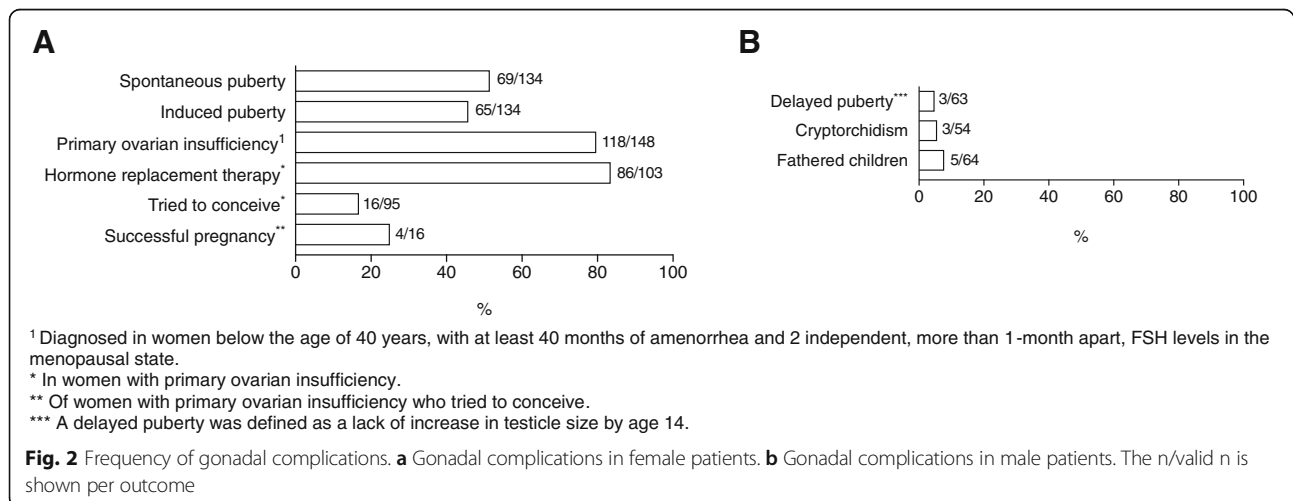 A
Spontaneous puberty 69/134
Induced puberty 65/134
Primary ovarian insufficiency¹ 118/148
Hormone replacement therapy* 86/103
Tried to conceive* 16/95
Successful pregnancy** 4/16
0 20 40 60 80 100
%
B
Delayed puberty*** 3/63
Cryptorchidism 3/54
Fathered children 5/64
0 20 40 60 80 100
%
¹ Diagnosed in women below the age of 40 years, with at least 40 months of amenorrhea and 2 independent, more than 1-month apart, FSH levels in the
menopausal state.
* In women with primary ovarian insufficiency.
** Of women with primary ovarian insufficiency who tried to conceive.
*** A delayed puberty was defined as a lack of increase in testicle size by age 14.
Fig. 2 Frequency of gonadal complications. a Gonadal complications in female patients. b Gonadal complications in male patients. The n/valid n is
shown per outcome